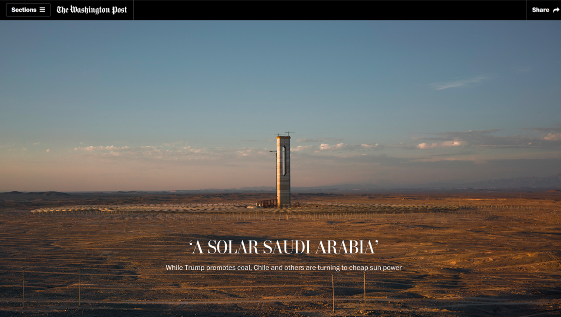 Sections
The Washington Post
Share
‘A SOLAR SAUDI ARABIA’
While Trump promotes coal, Chile and others are turning to cheap sun power